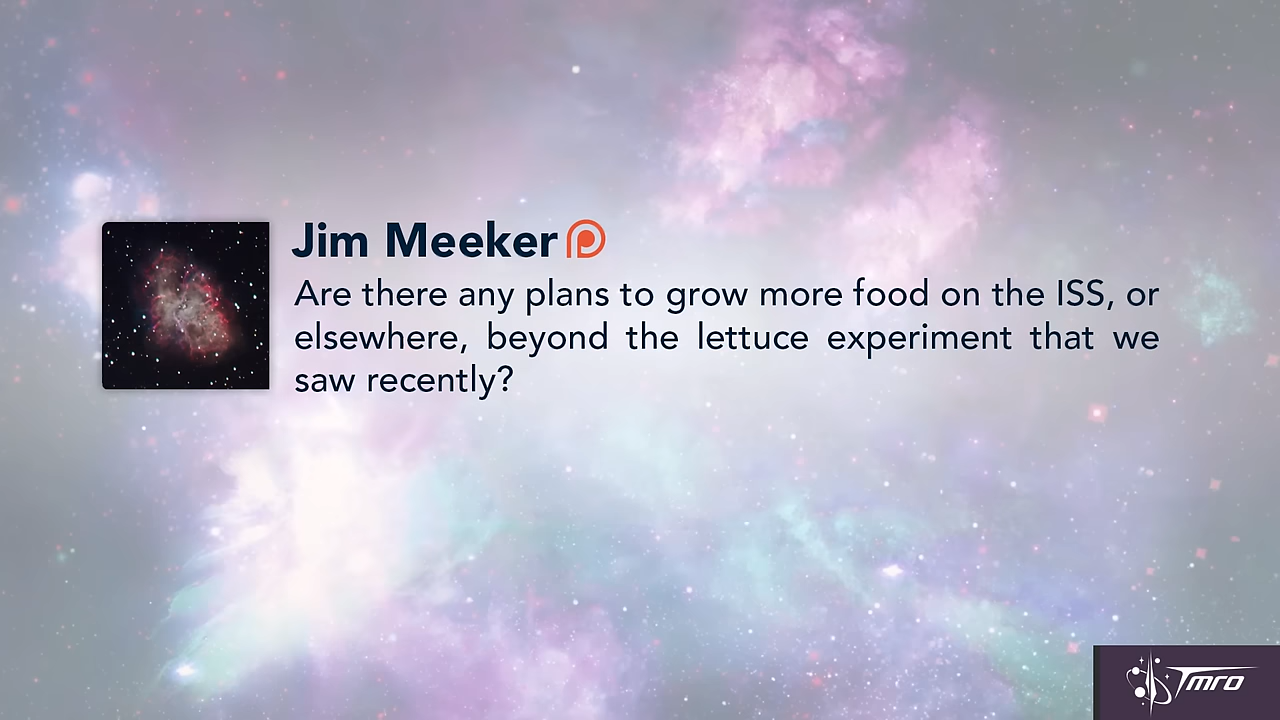 Jim Meeker
Are there any plans to grow more food on the ISS, or
elsewhere, beyond the lettuce experiment that we
saw recently?
Tmro